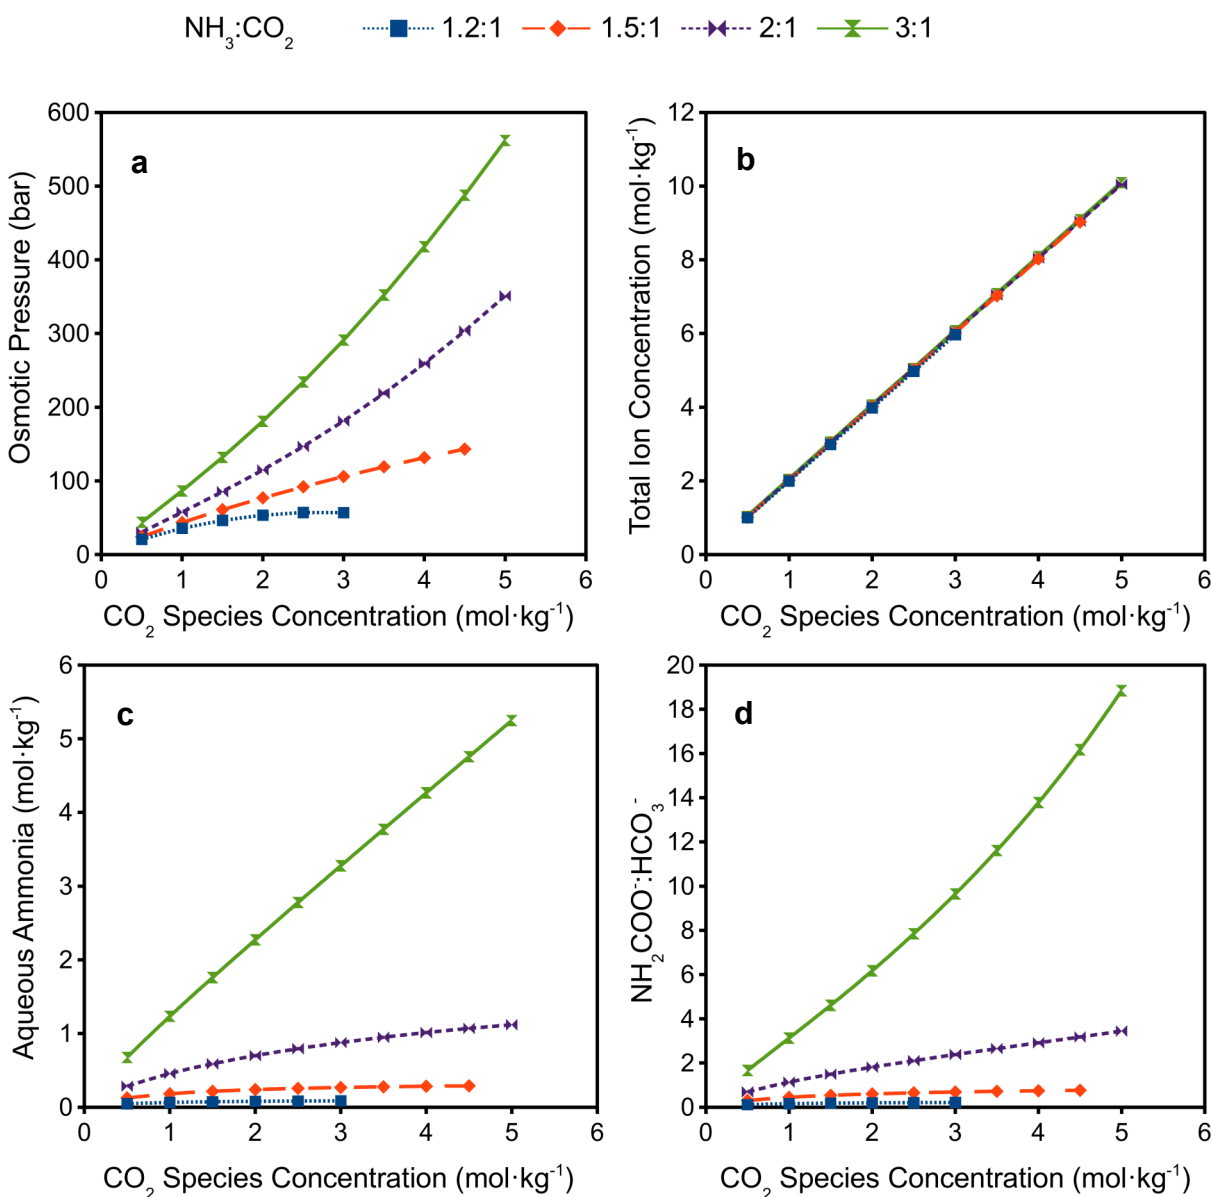 NH₃:CO₂ 1.2:1 1.5:1 2:1 3:1
a
Osmotic Pressure (bar)
600
500
400
300
200
100
0
0 1 2 3 4 5 6
CO₂ Species Concentration (mol·kg⁻¹)
b
Total Ion Concentration (mol·kg⁻¹)
12
10
8
6
4
2
0
0 1 2 3 4 5 6
CO₂ Species Concentration (mol·kg⁻¹)
c
Aqueous Ammonia (mol·kg⁻¹)
6
5
4
3
2
1
0
0 1 2 3 4 5 6
CO₂ Species Concentration (mol·kg⁻¹)
d
NH₂COO⁻:HCO₃⁻
20
18
16
14
12
10
8
6
4
2
0
0 1 2 3 4 5 6
CO₂ Species Concentration (mol·kg⁻¹)